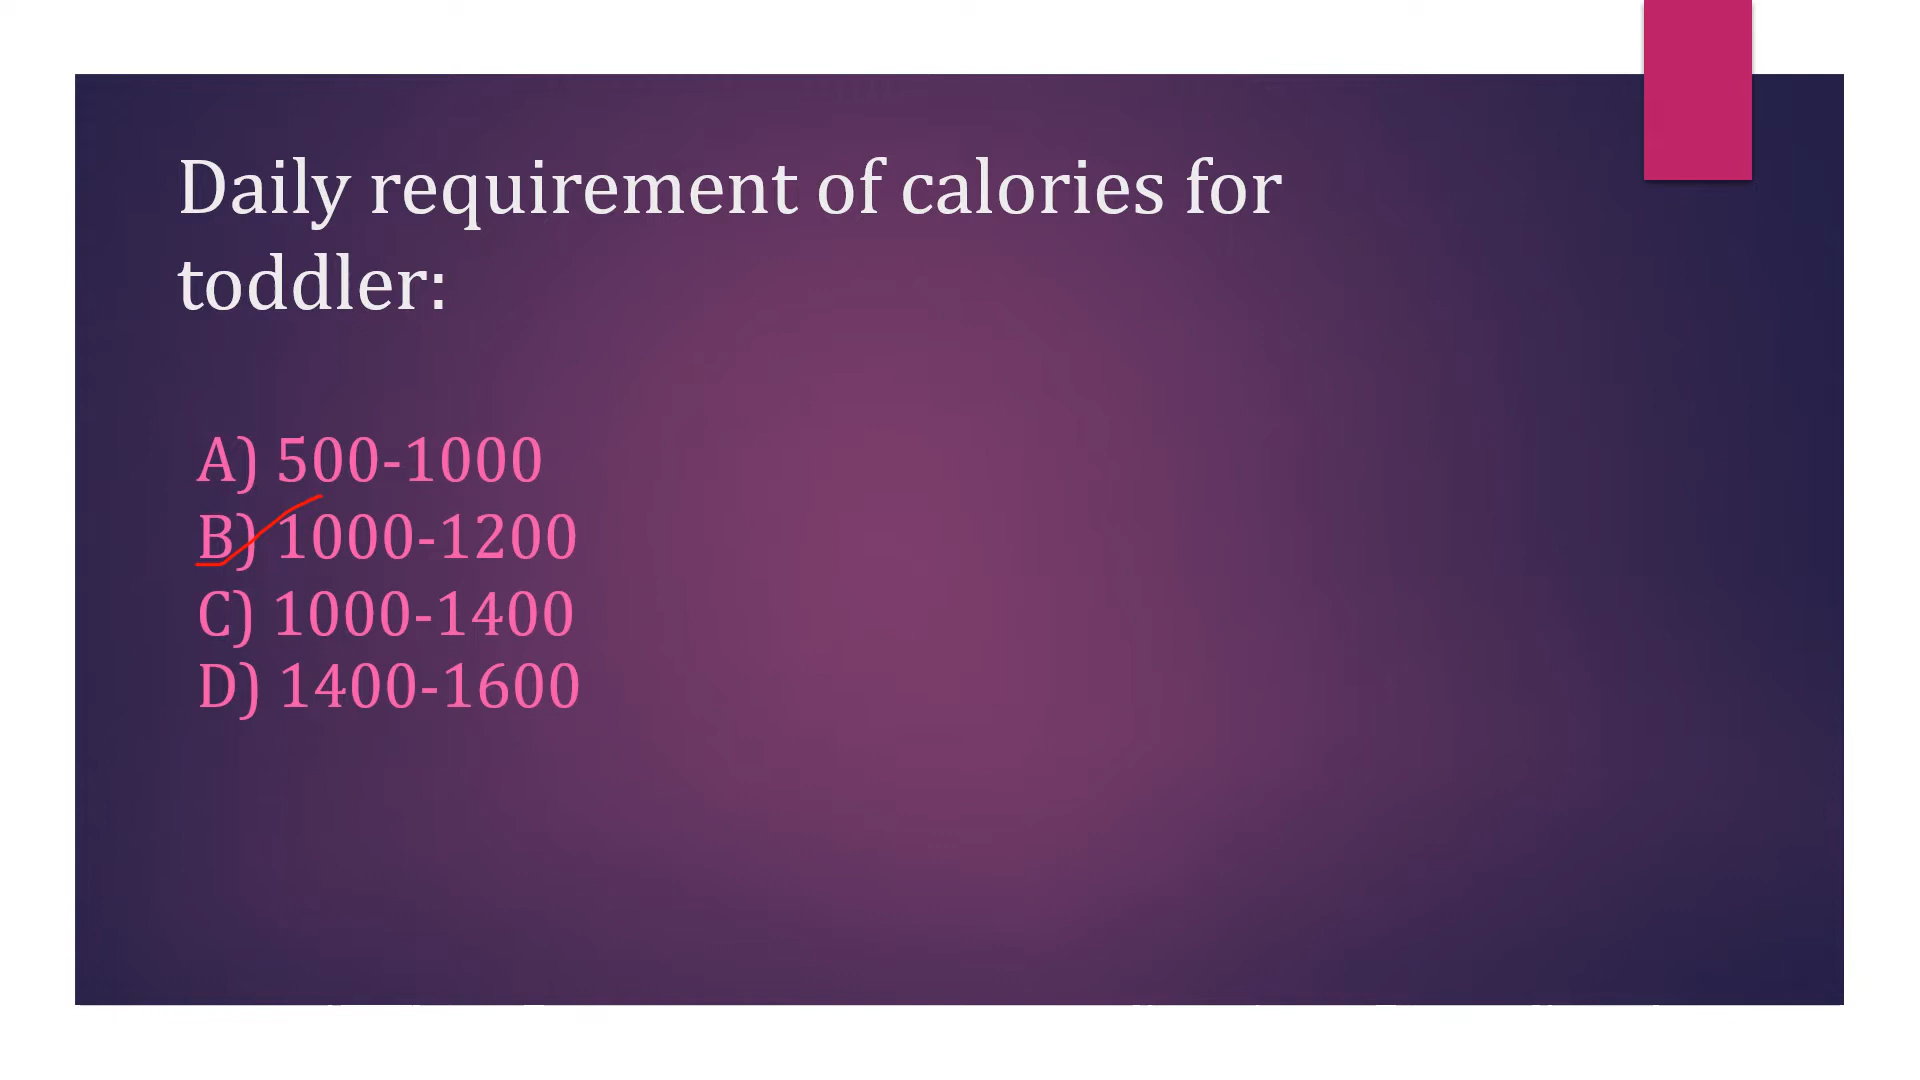 Daily requirement of calories for
toddler:
A) 500-1000
B) 1000-1200
C) 1000-1400
D) 1400-1600